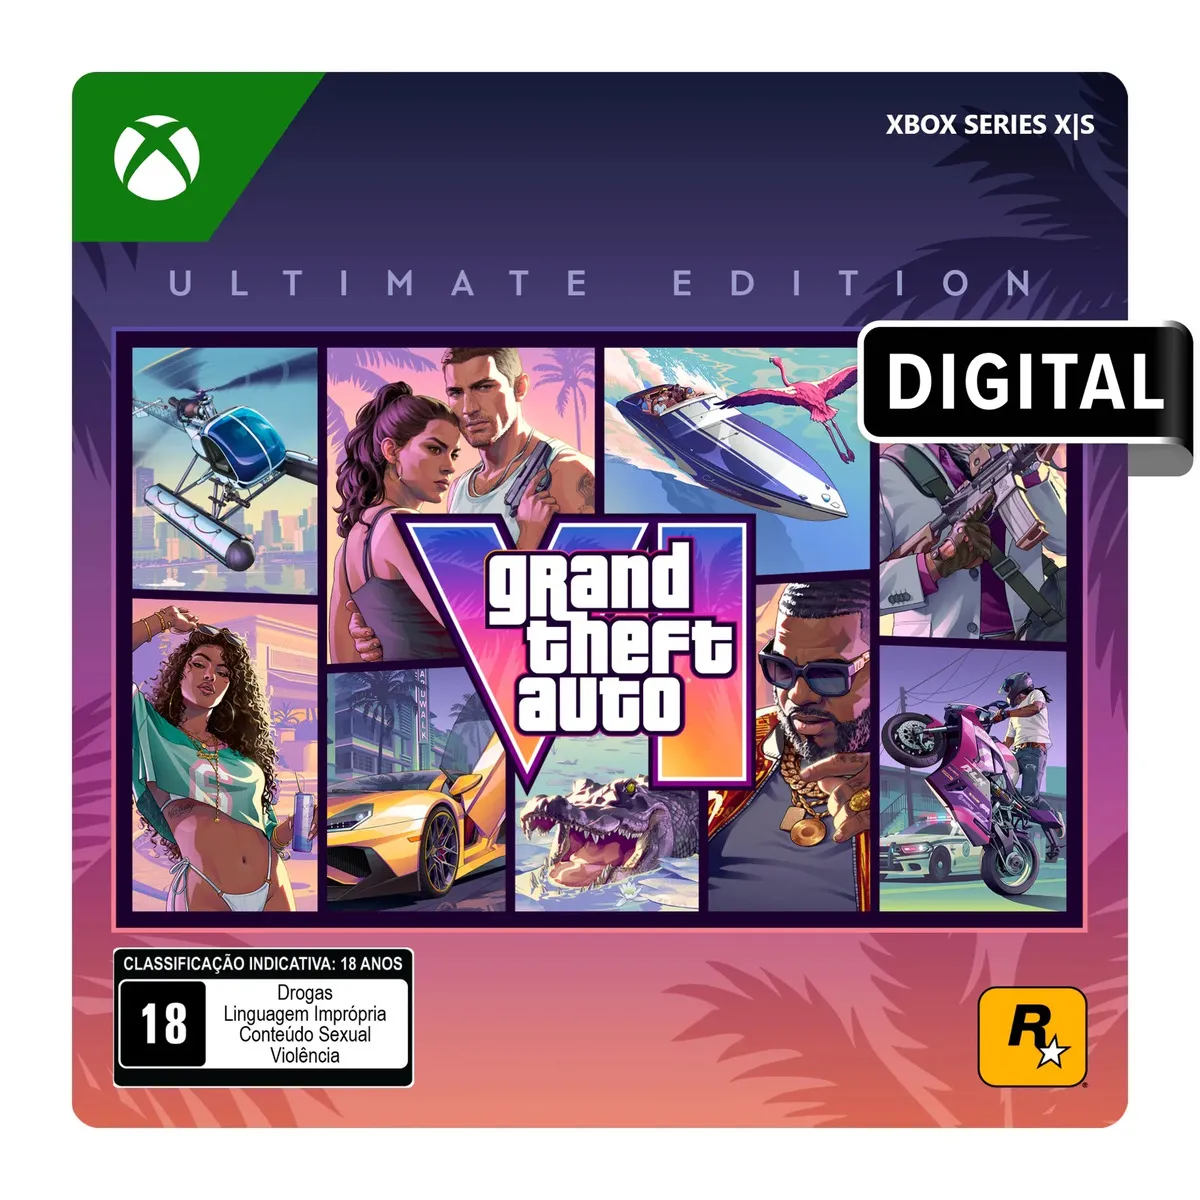 XBOX SERIES X|S
ULTIMATE EDITION
DIGITAL
VI
grand
theft
auto
CLASSIFICAÇÃO INDICATIVA: 18 ANOS
18
Drogas
Linguagem Imprópria
Conteúdo Sexual
Violência
R
®